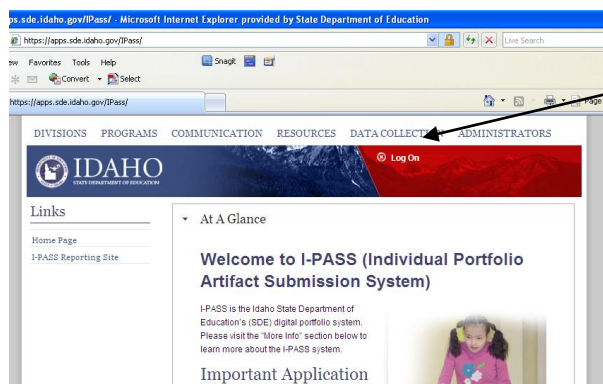 ps.sde.idaho.gov/IPass/ - Microsoft Internet Explorer provided by State Department of Education
https://apps.sde.idaho.gov/IPass/ Live Search
ew Favorites Tools Help Snagit
Convert Select
https://apps.sde.idaho.gov/IPass/ Page
DIVISIONS PROGRAMS COMMUNICATION RESOURCES DATA COLLECTION ADMINISTRATORS
IDAHO
STATE DEPARTMENT OF EDUCATION
Log On
Links
Home Page
I-PASS Reporting Site
At A Glance
Welcome to I-PASS (Individual Portfolio
Artifact Submission System)
I-PASS is the Idaho State Department of
Education's (SDE) digital portfolio system.
Please visit the "More Info" section below to
learn more about the I-PASS system.
Important Application